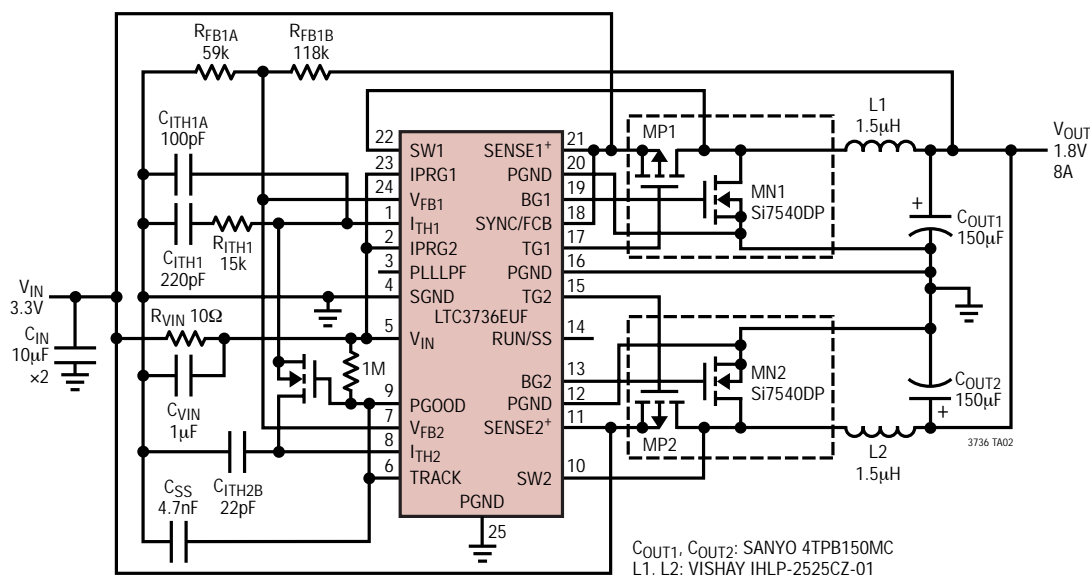 RFB1A
59k
RFB1B
118k
CITH1A
100pF
CITH1
220pF
RITH1
15k
VIN
3.3V
CIN
10µF
×2
RVIN 10Ω
CVIN
1µF
1M
CITH2B
22pF
CSS
4.7nF
22
SW1
23
IPRG1
24
VFB1
1
ITH1
2
IPRG2
3
PLLLPF
4
SGND
LTC3736EUF
5
VIN
9
PGOOD
7
VFB2
8
ITH2
6
TRACK
PGND
25
SENSE1+
21
PGND
20
BG1
19
SYNC/FCB
18
TG1
17
PGND
16
TG2
15
RUN/SS
14
BG2
13
PGND
12
SENSE2+
11
SW2
10
MP1
MN1
Si7540DP
MN2
Si7540DP
MP2
L1
1.5µH
VOUT
1.8V
8A
+
COUT1
150µF
COUT2
150µF
+
L2
1.5µH
3736 TA02
COUT1, COUT2: SANYO 4TPB150MC
L1, L2: VISHAY IHLP-2525CZ-01